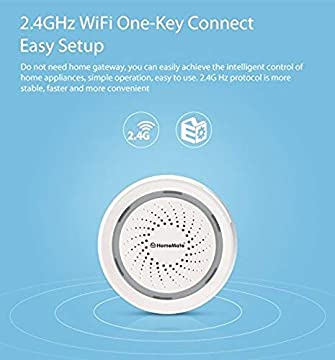 2.4GHz WiFi One-Key Connect
Easy Setup
Do not need home gateway, you can easily achieve the intelligent control of
home appliances, simple operation, easy to use. 2.4G Hz protocol is more
stable, faster and more convenient
2.4G
HomeMate